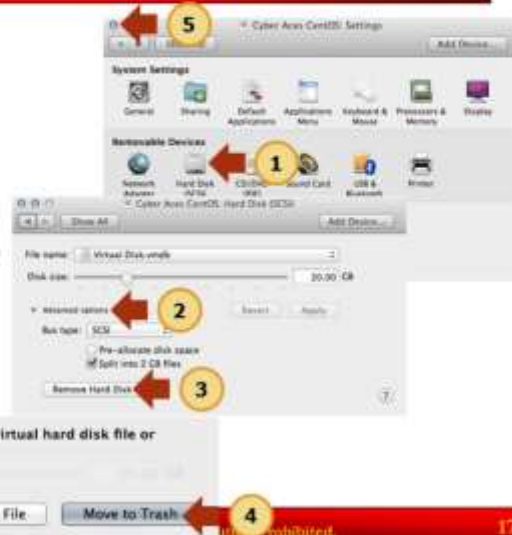 5
Cyber Aces CentOS: Settings
Add Device...
System Settings
General
Sharing
Default Applications
Applications Menu
Keyboard & Mouse
Processors & Memory
Display
Removable Devices
1
Network Adapter
Hard Disk (SCSI)
CD/DVD
Sound Card
USB & Bluetooth
Printer
Cyber Aces CentOS: Hard Disk (SCSI)
Show All
Add Device...
File name: Virtual Disk.vmdk
Disk size:
20.00 GB
Advanced options
2
Revert
Apply
Bus type: SCSI
Pre-allocate disk space
Split into 2 GB files
Remove Hard Disk
3
?
irtual hard disk file or
File
Move to Trash
4
prohibited
17